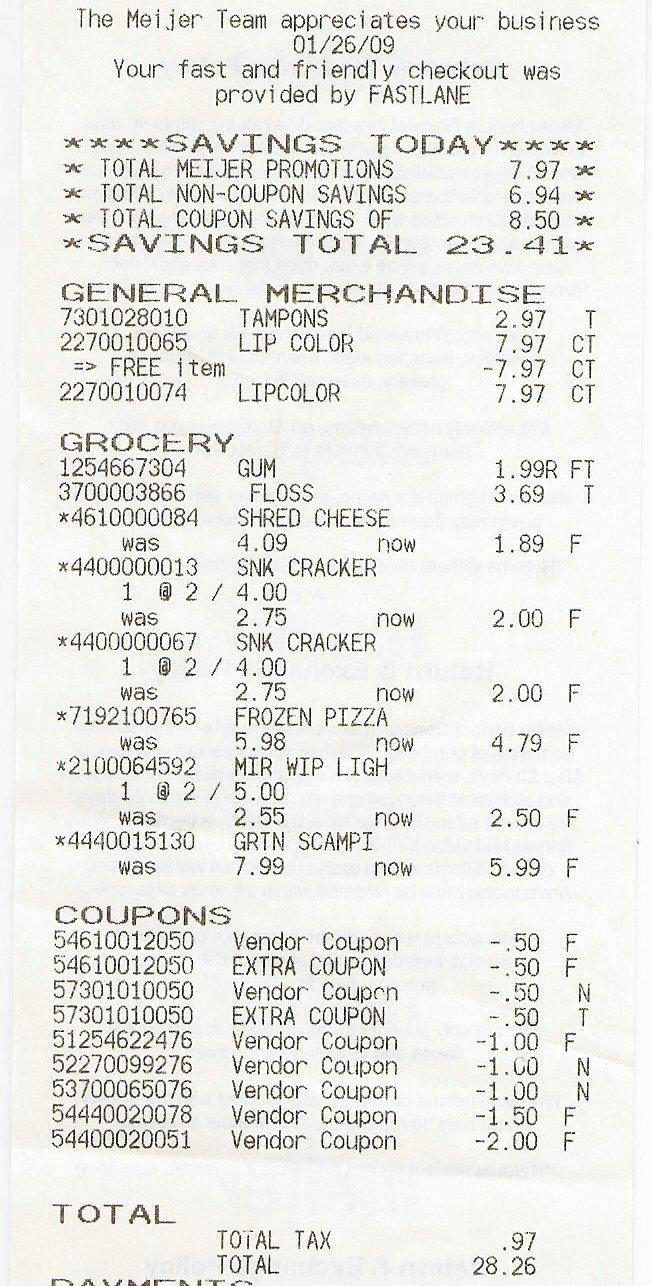 The Meijer Team appreciates your business
01/26/09
Your fast and friendly checkout was
provided by FASTLANE
****SAVINGS TODAY****
* TOTAL MEIJER PROMOTIONS 7.97 *
* TOTAL NON-COUPON SAVINGS 6.94 *
* TOTAL COUPON SAVINGS OF 8.50 *
*SAVINGS TOTAL 23.41*
GENERAL MERCHANDISE
7301028010 TAMPONS 2.97 T
2270010065 LIP COLOR 7.97 CT
=> FREE item -7.97 CT
2270010074 LIPCOLOR 7.97 CT
GROCERY
1254667304 GUM 1.99R FT
3700003866 FLOSS 3.69 T
*4610000084 SHRED CHEESE
was 4.09 now 1.89 F
*4400000013 SNK CRACKER
1 @ 2 / 4.00
was 2.75 now 2.00 F
*4400000067 SNK CRACKER
1 @ 2 / 4.00
was 2.75 now 2.00 F
*7192100765 FROZEN PIZZA
was 5.98 now 4.79 F
*2100064592 MIR WIP LIGH
1 @ 2 / 5.00
was 2.55 now 2.50 F
*4440015130 GRTN SCAMPI
was 7.99 now 5.99 F
COUPONS
54610012050 Vendor Coupon -.50 F
54610012050 EXTRA COUPON -.50 F
57301010050 Vendor Coupon -.50 N
57301010050 EXTRA COUPON -.50 T
51254622476 Vendor Coupon -1.00 F
52270099276 Vendor Coupon -1.00 N
53700065076 Vendor Coupon -1.00 N
54440020078 Vendor Coupon -1.50 F
54400020051 Vendor Coupon -2.00 F
TOTAL
TOTAL TAX .97
TOTAL 28.26
PAYMENTS